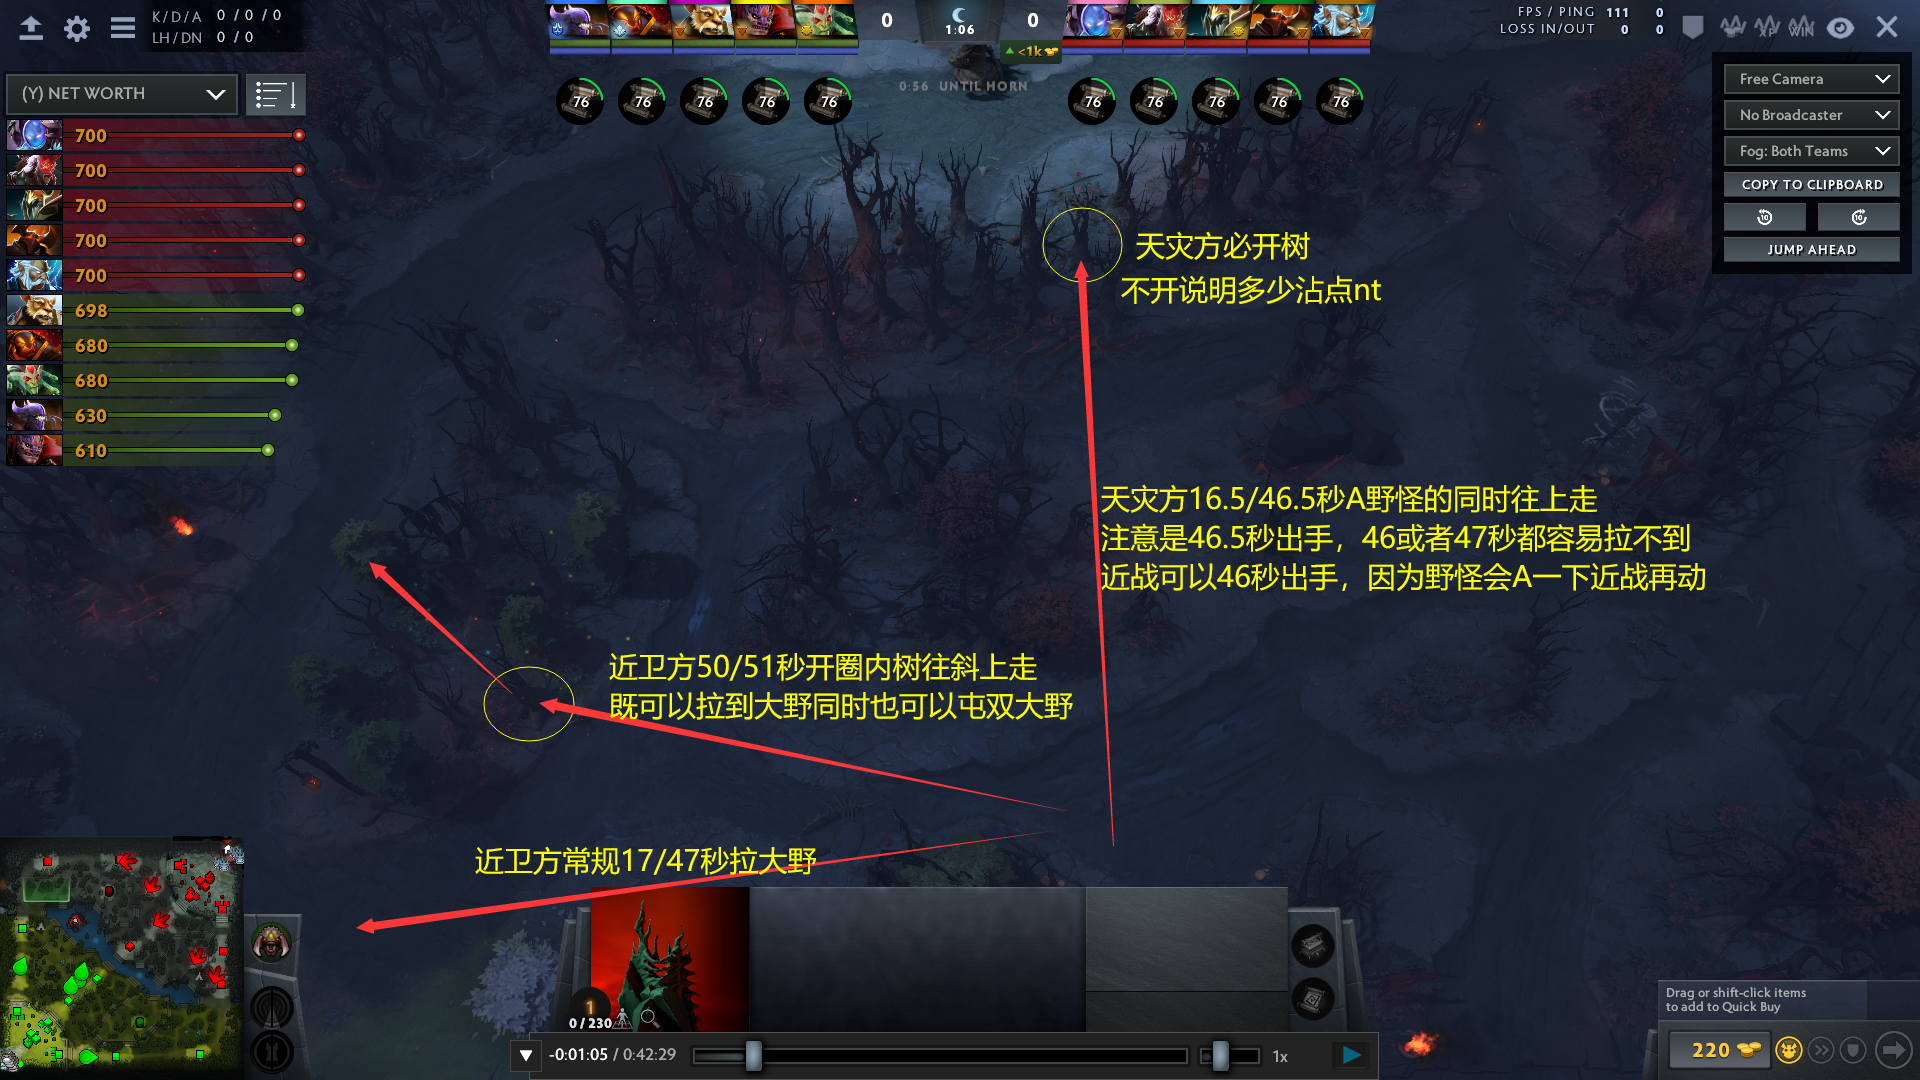 K/D/A 0 / 0 / 0
LH/DN 0 / 0
0
1:06
0
<1k
0:56 UNTIL HORN
76 76 76 76 76
76 76 76 76 76
FPS / PING 111 0
LOSS IN/OUT 0 0
XP
WIN
(Y) NET WORTH
700
700
700
700
700
698
680
680
630
610
Free Camera
No Broadcaster
Fog: Both Teams
COPY TO CLIPBOARD
10 10
JUMP AHEAD
天灾方必开树
不开说明多少沾点nt
天灾方16.5/46.5秒A野怪的同时往上走
注意是46.5秒出手，46或者47秒都容易拉不到
近战可以46秒出手，因为野怪会A一下近战再动
近卫方50/51秒开圈内树往斜上走
既可以拉到大野同时也可以屯双大野
近卫方常规17/47秒拉大野
1
0 / 230
-0:01:05 / 0:42:29
1x
Drag or shift-click items
to add to Quick Buy
220